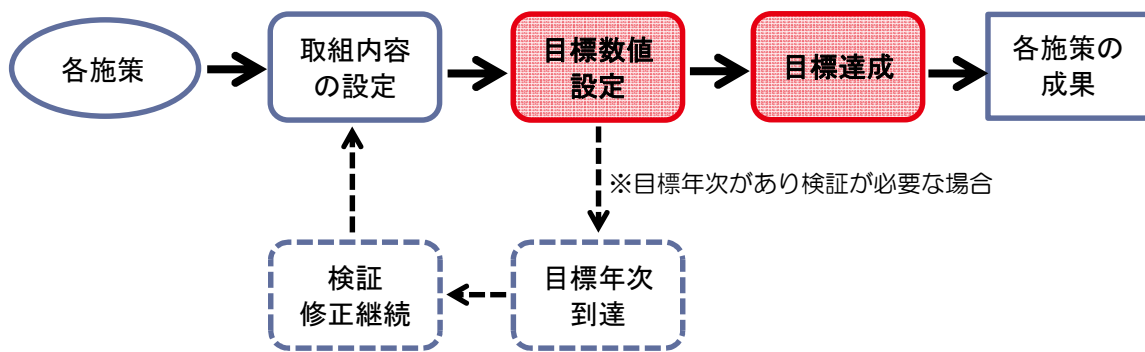 各施策
取組内容
の設定
目標数値
設定
目標達成
各施策の
成果
※目標年次があり検証が必要な場合
検証
修正継続
目標年次
到達